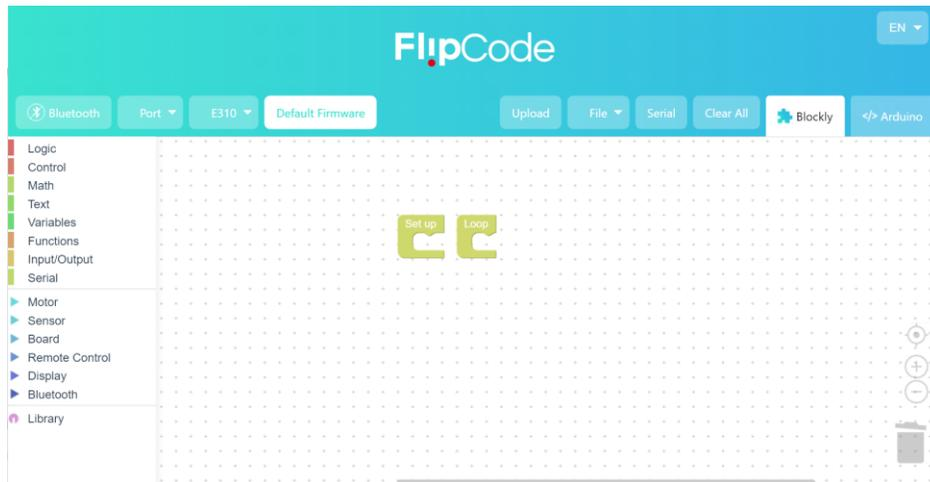 EN
FlipCode
Bluetooth
Port
E310
Default Firmware
Upload
File
Serial
Clear All
Blockly
</> Arduino
Logic
Control
Math
Text
Variables
Functions
Input/Output
Serial
Motor
Sensor
Board
Remote Control
Display
Bluetooth
Library
Set up
Loop